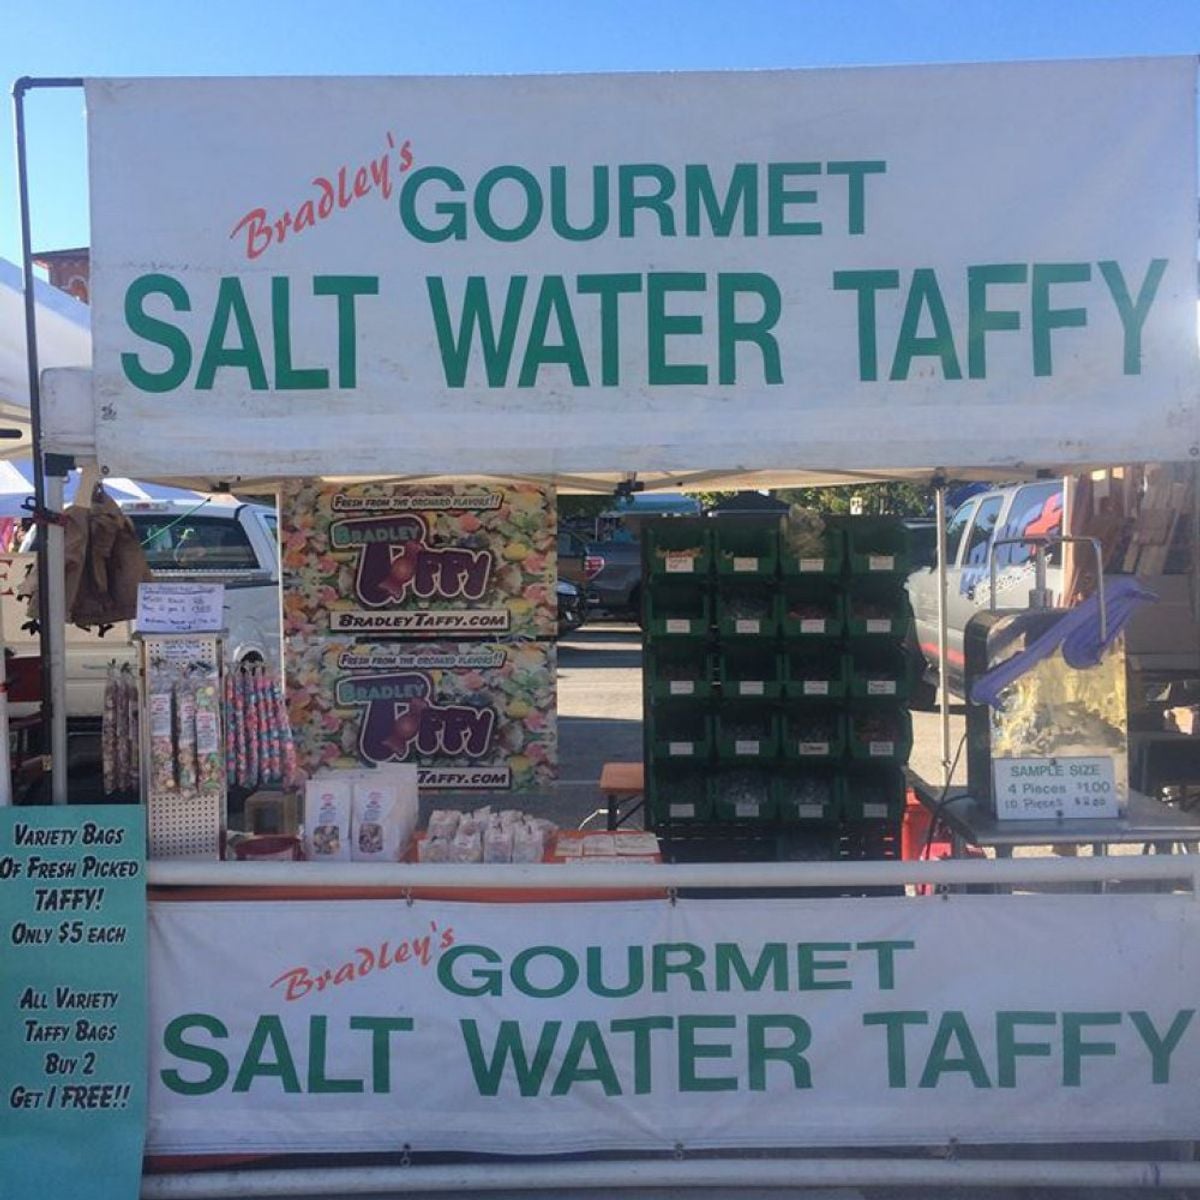 Bradley's GOURMET
SALT WATER TAFFY
FRESH FROM THE ORCHARD FLAVORS!!
BRADLEY
TAFFY
BRADLEYTAFFY.COM
FRESH FROM THE ORCHARD FLAVORS!!
BRADLEY
TAFFY
TAFFY.COM
SAMPLE SIZE
4 Pieces $1.00
10 Pieces $2.00
VARIETY BAGS
OF FRESH PICKED
TAFFY!
ONLY $5 EACH
ALL VARIETY
TAFFY BAGS
BUY 2
GET 1 FREE!!
Bradley's GOURMET
SALT WATER TAFFY